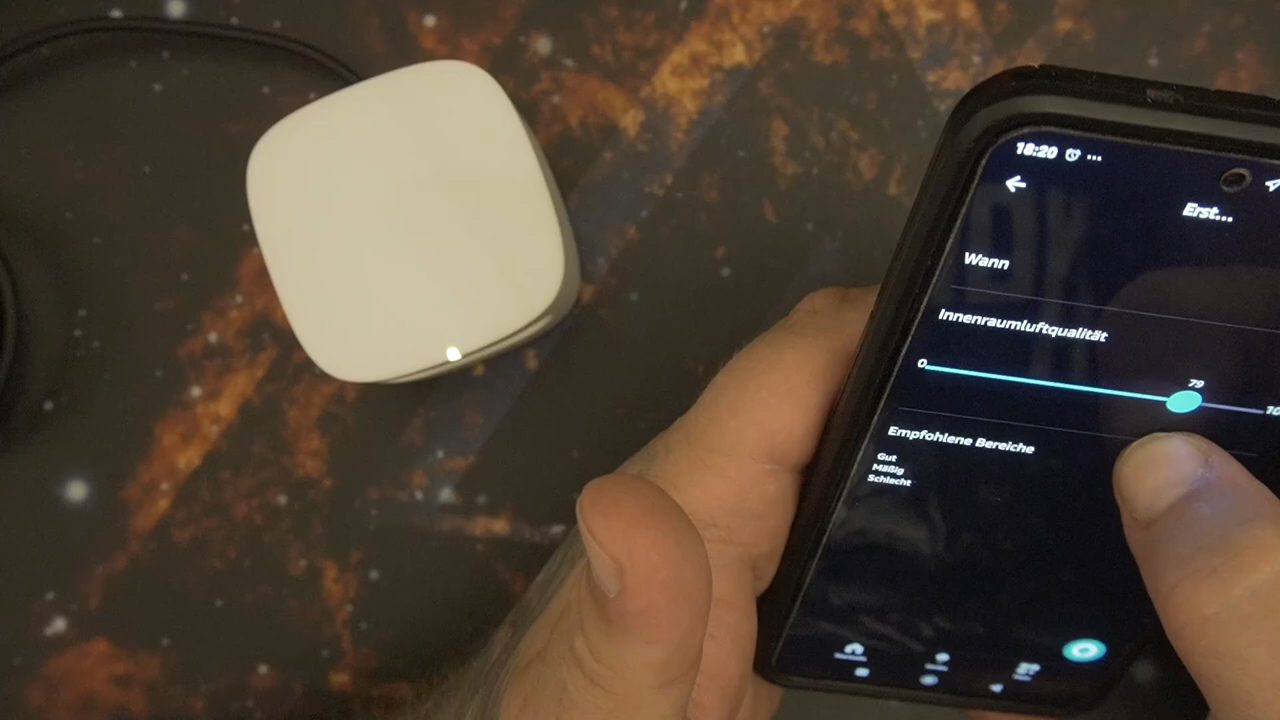 18:20
Erst...
Wann
Innenraumluftqualität
0
79
Empfohlene Bereiche
Gut
Mäßig
Schlecht